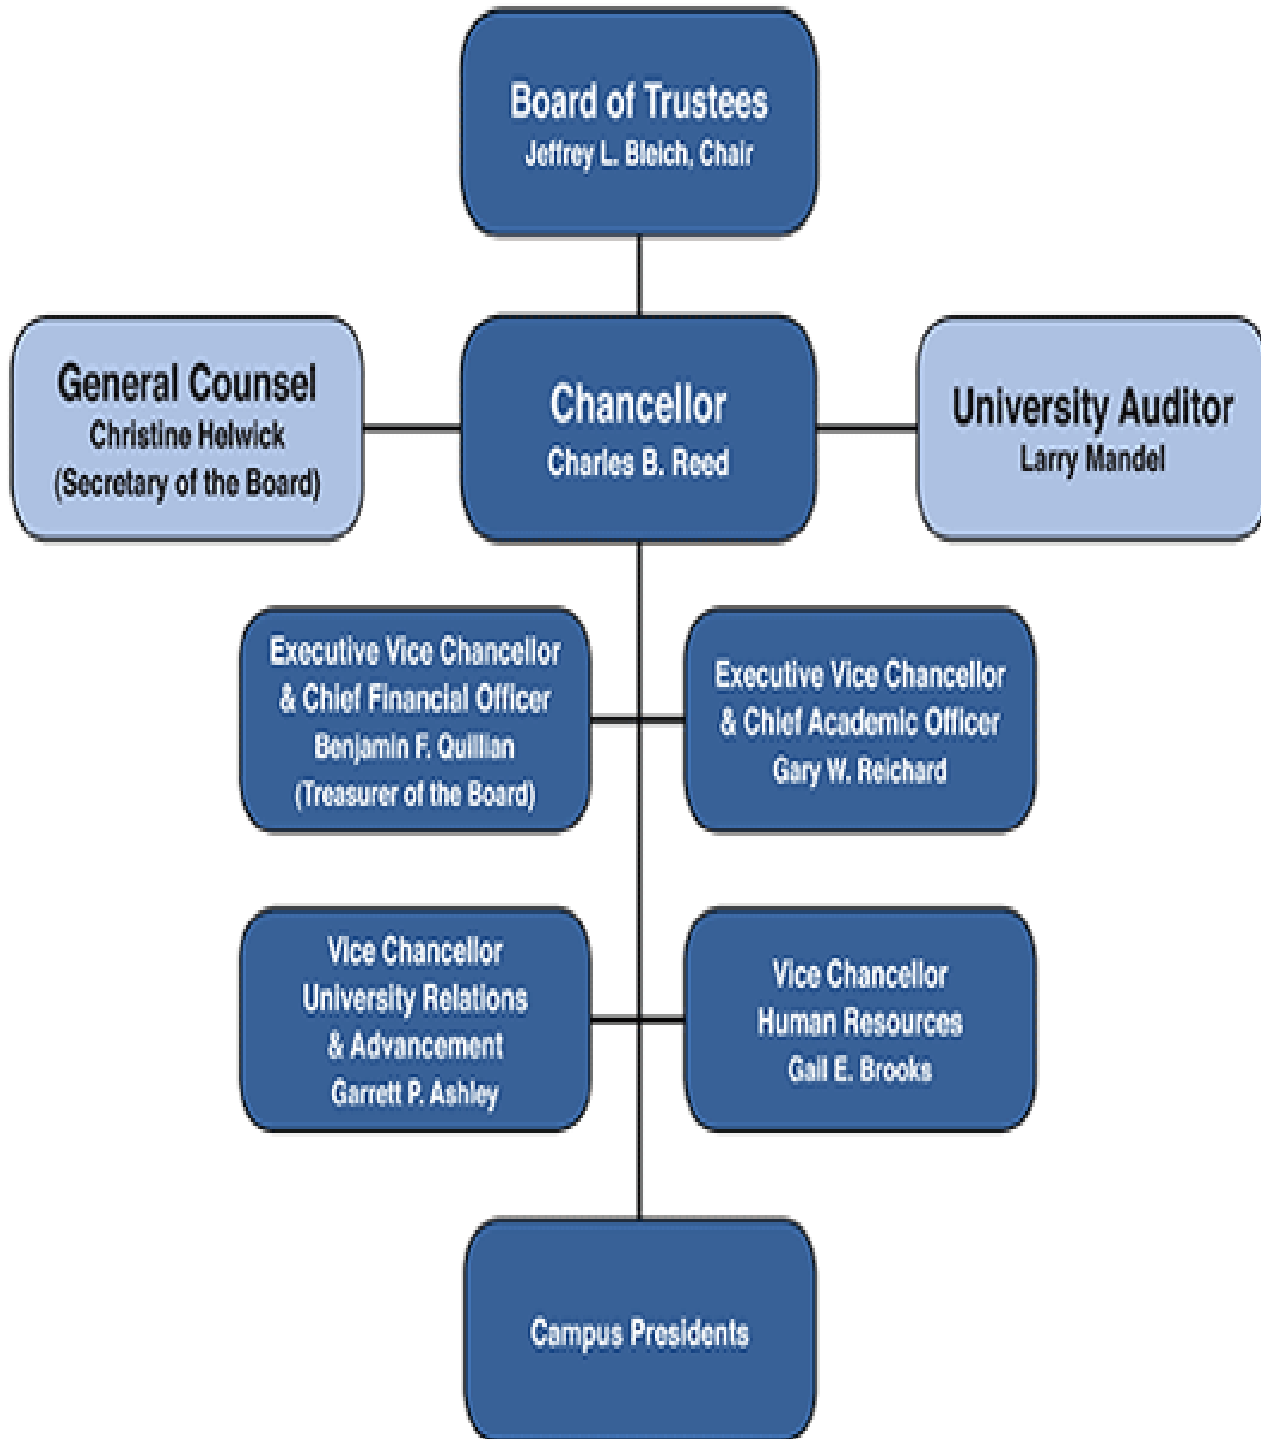 Board of Trustees
Jeffrey L. Bleich, Chair
General Counsel
Christine Helwick
(Secretary of the Board)
Chancellor
Charles B. Reed
University Auditor
Larry Mandel
Executive Vice Chancellor
& Chief Financial Officer
Benjamin F. Quillian
(Treasurer of the Board)
Executive Vice Chancellor
& Chief Academic Officer
Gary W. Reichard
Vice Chancellor
University Relations
& Advancement
Garrett P. Ashley
Vice Chancellor
Human Resources
Gail E. Brooks
Campus Presidents